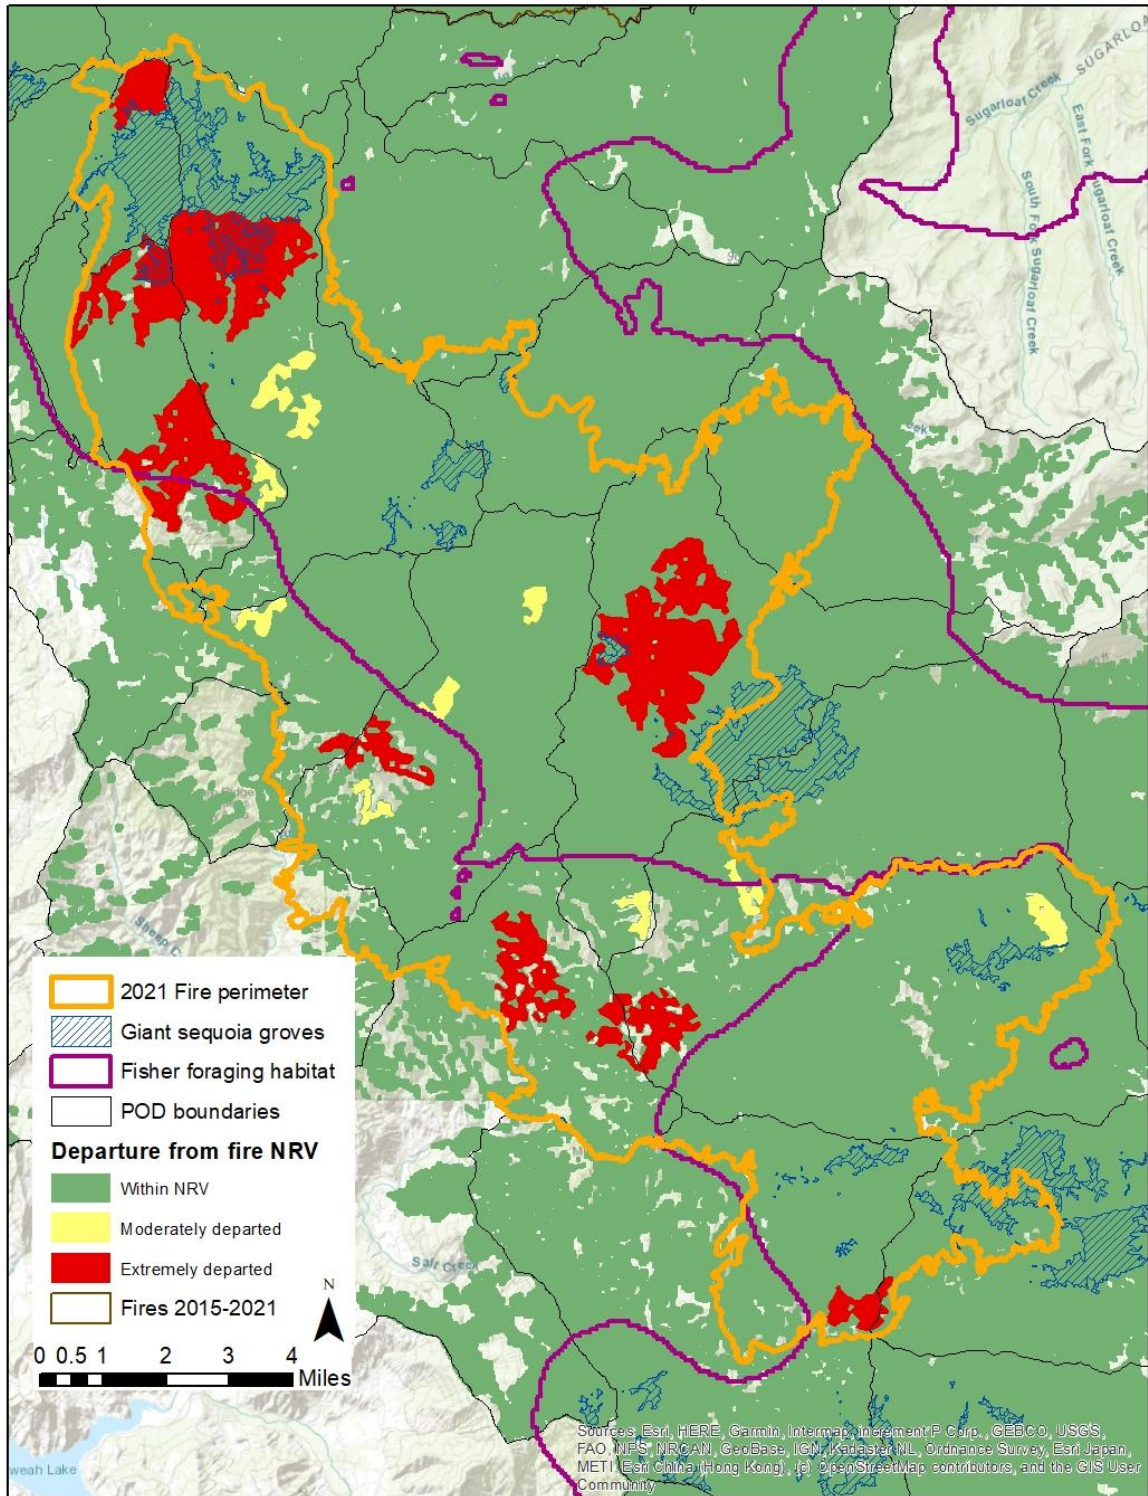 SUGARLOA
Sugarloaf Creek
East Fork Sugarloaf Creek
South Fork Sugarloaf Creek
2021 Fire perimeter
Giant sequoia groves
Fisher foraging habitat
POD boundaries
Departure from fire NRV
Within NRV
Moderately departed
Extremely departed
Fires 2015-2021
N
0 0.5 1 2 3 4
Miles
Salt Creek
weah Lake
Sources: Esri, HERE, Garmin, Intermap, increment P Corp., GEBCO, USGS,
FAO, NPS, NRCAN, GeoBase, IGN, Kadaster NL, Ordnance Survey, Esri Japan,
METI, Esri China (Hong Kong), (c) OpenStreetMap contributors, and the GIS User
Community